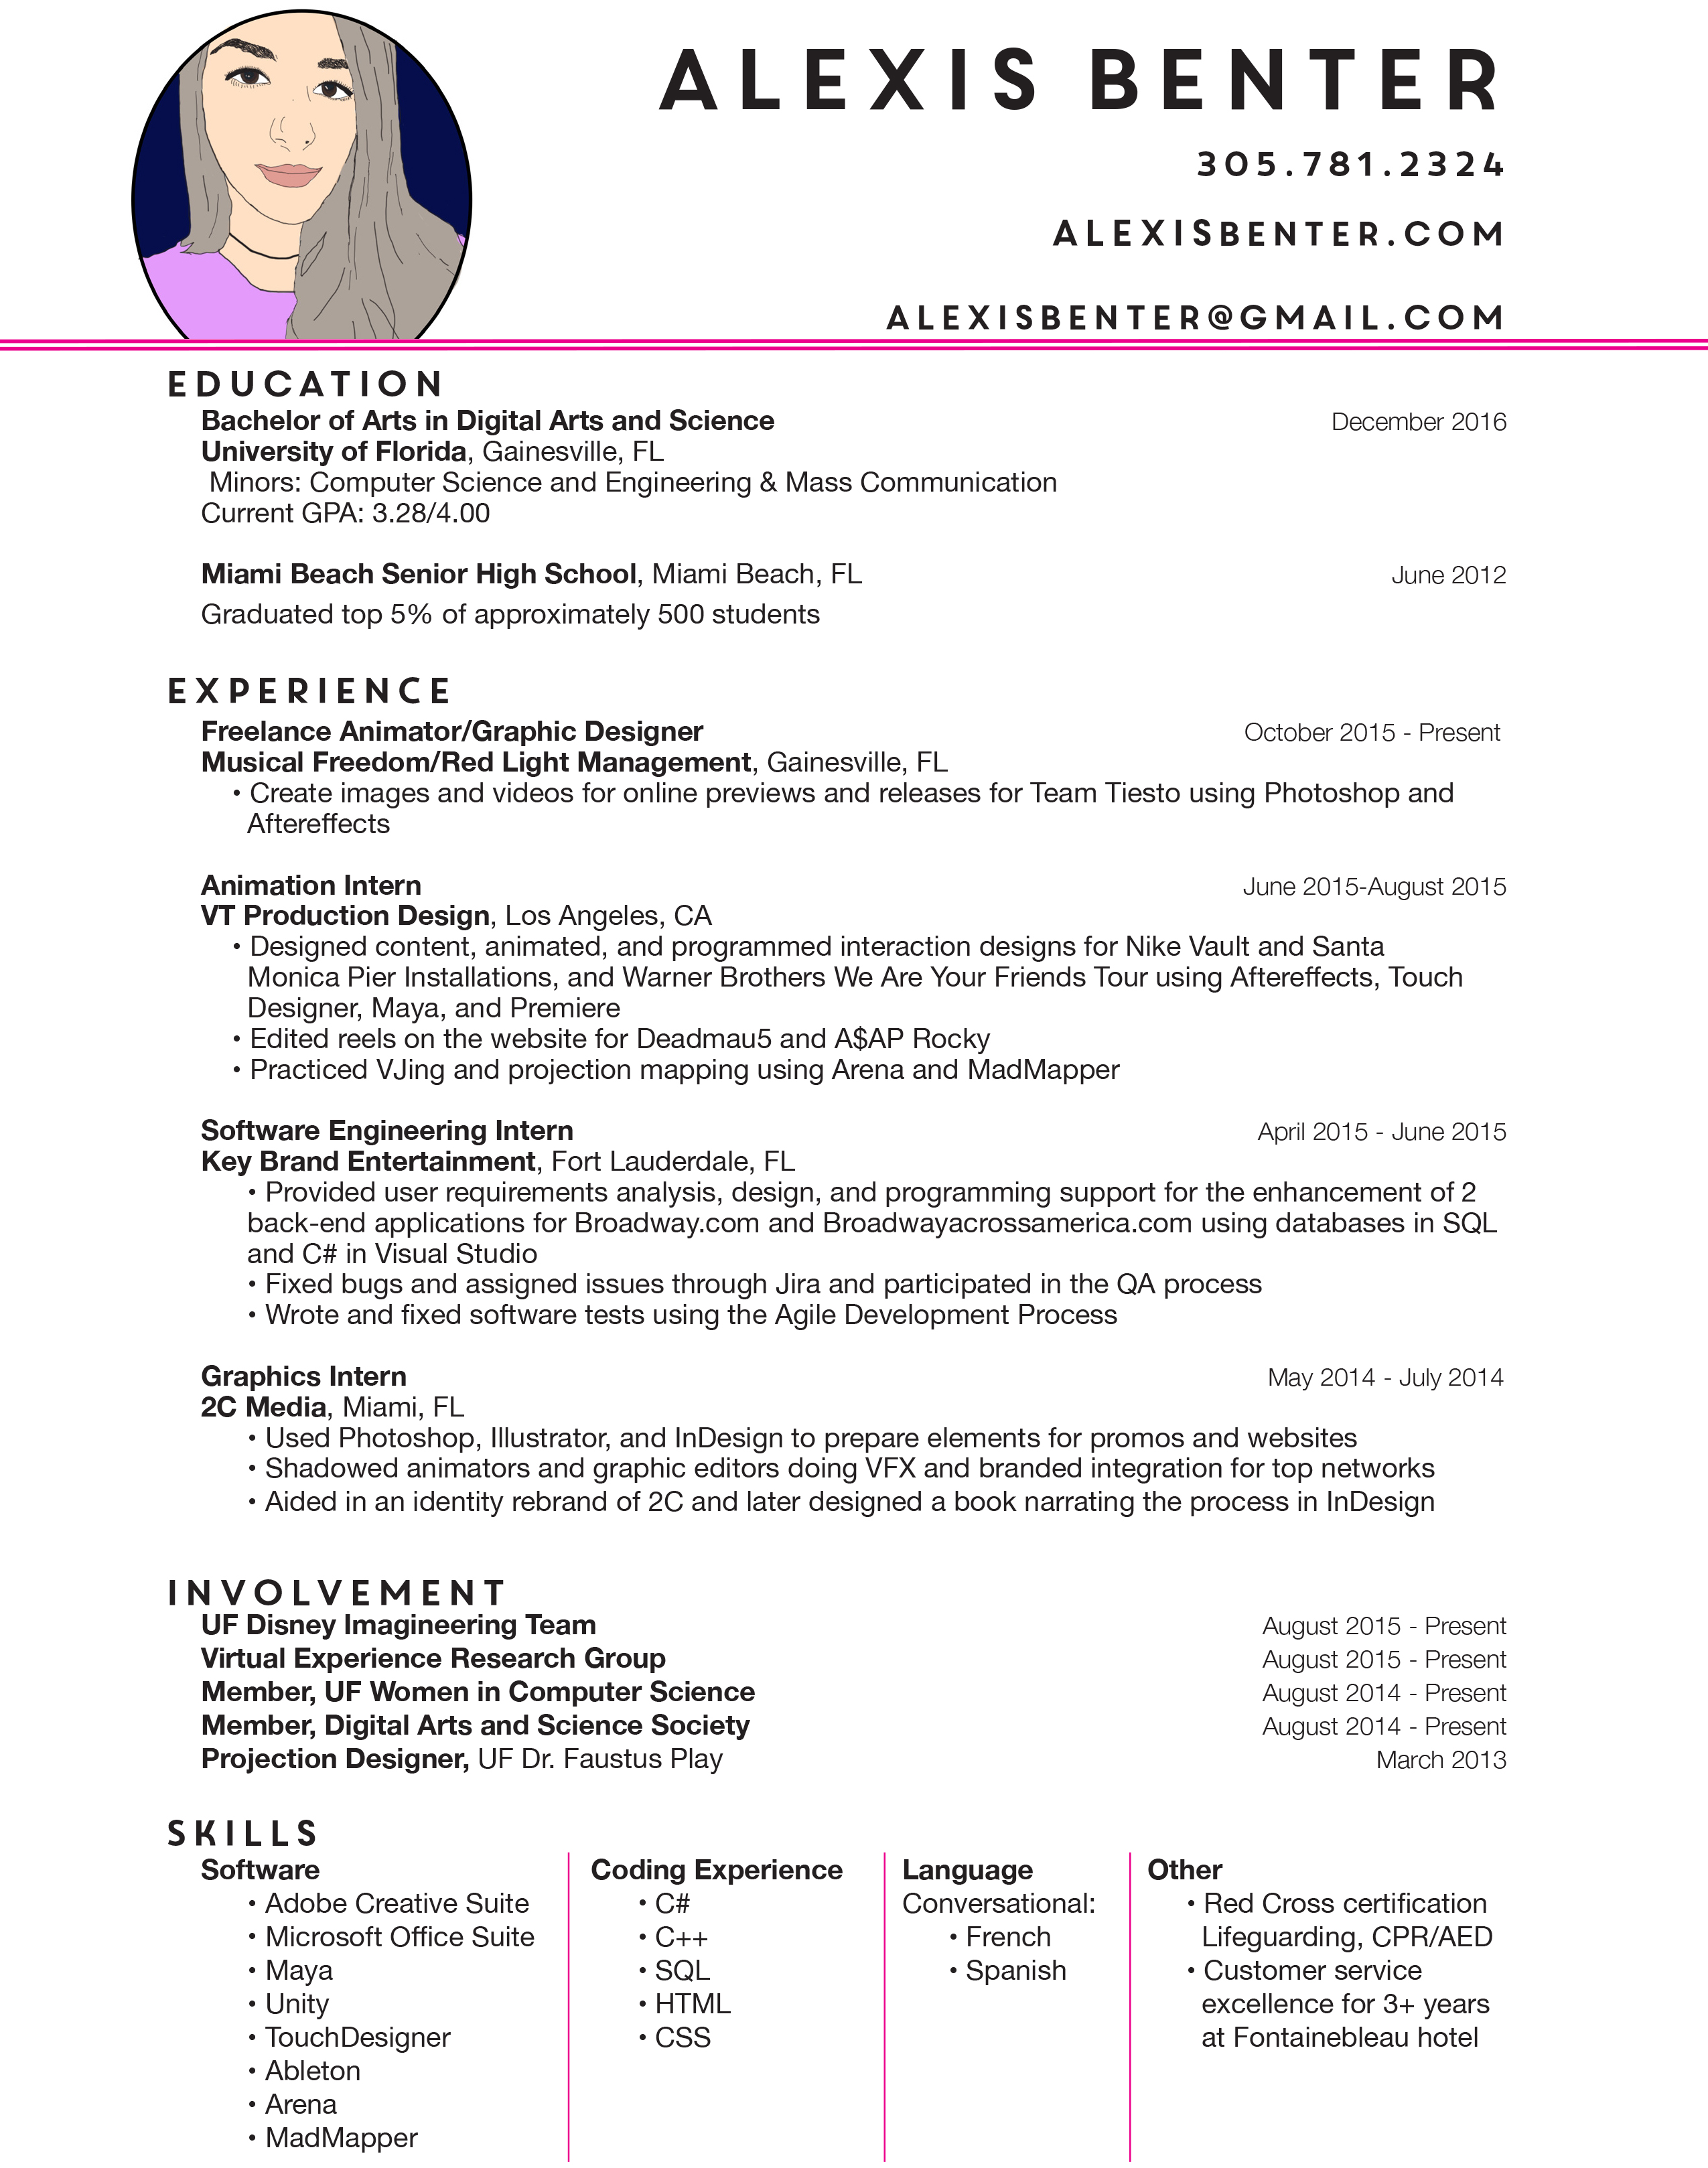 ALEXIS BENTER
305.781.2324
ALEXISBENTER.COM
ALEXISBENTER@GMAIL.COM
EDUCATION
Bachelor of Arts in Digital Arts and Science December 2016
University of Florida, Gainesville, FL
Minors: Computer Science and Engineering & Mass Communication
Current GPA: 3.28/4.00
Miami Beach Senior High School, Miami Beach, FL June 2012
Graduated top 5% of approximately 500 students
EXPERIENCE
Freelance Animator/Graphic Designer October 2015 - Present
Musical Freedom/Red Light Management, Gainesville, FL
• Create images and videos for online previews and releases for Team Tiesto using Photoshop and
Aftereffects
Animation Intern June 2015-August 2015
VT Production Design, Los Angeles, CA
• Designed content, animated, and programmed interaction designs for Nike Vault and Santa
Monica Pier Installations, and Warner Brothers We Are Your Friends Tour using Aftereffects, Touch
Designer, Maya, and Premiere
• Edited reels on the website for Deadmau5 and A$AP Rocky
• Practiced VJing and projection mapping using Arena and MadMapper
Software Engineering Intern April 2015 - June 2015
Key Brand Entertainment, Fort Lauderdale, FL
• Provided user requirements analysis, design, and programming support for the enhancement of 2
back-end applications for Broadway.com and Broadwayacrossamerica.com using databases in SQL
and C# in Visual Studio
• Fixed bugs and assigned issues through Jira and participated in the QA process
• Wrote and fixed software tests using the Agile Development Process
Graphics Intern May 2014 - July 2014
2C Media, Miami, FL
• Used Photoshop, Illustrator, and InDesign to prepare elements for promos and websites
• Shadowed animators and graphic editors doing VFX and branded integration for top networks
• Aided in an identity rebrand of 2C and later designed a book narrating the process in InDesign
INVOLVEMENT
UF Disney Imagineering Team August 2015 - Present
Virtual Experience Research Group August 2015 - Present
Member, UF Women in Computer Science August 2014 - Present
Member, Digital Arts and Science Society August 2014 - Present
Projection Designer, UF Dr. Faustus Play March 2013
SKILLS
Software
• Adobe Creative Suite
• Microsoft Office Suite
• Maya
• Unity
• TouchDesigner
• Ableton
• Arena
• MadMapper
Coding Experience
• C#
• C++
• SQL
• HTML
• CSS
Language
Conversational:
• French
• Spanish
Other
• Red Cross certification
Lifeguarding, CPR/AED
• Customer service
excellence for 3+ years
at Fontainebleau hotel